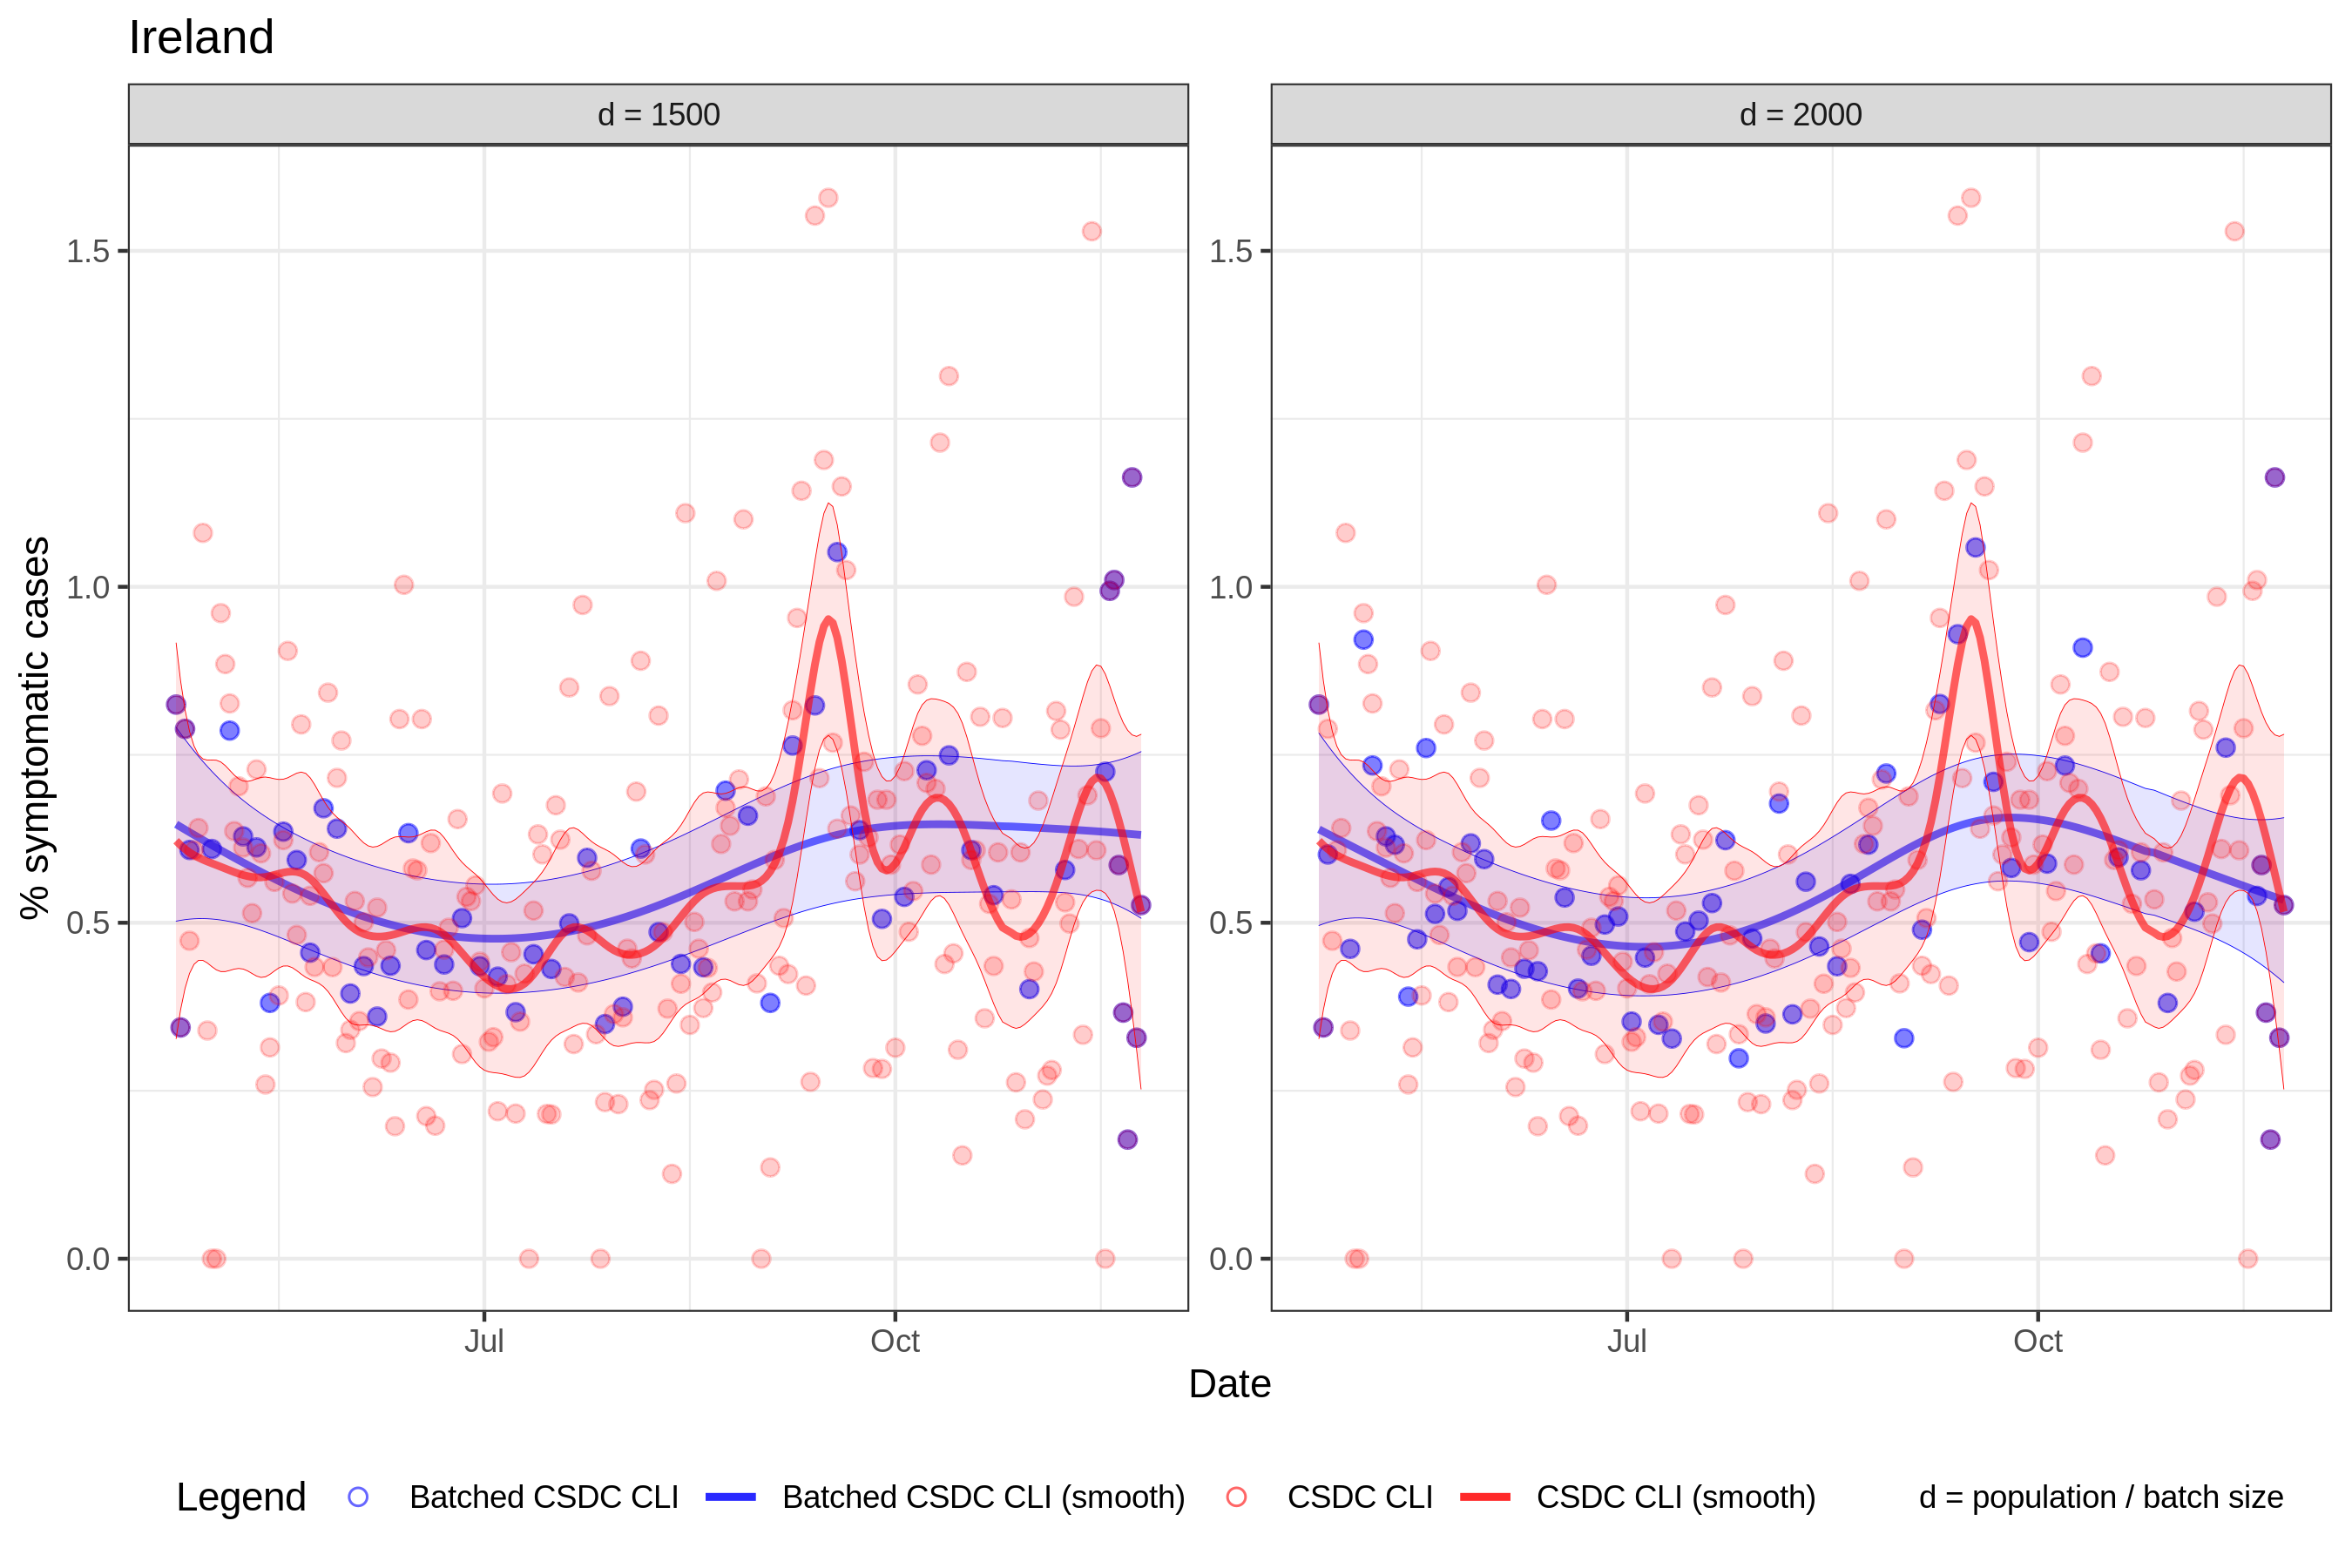 Ireland
d = 1500
d = 2000
% symptomatic cases
1.5
1.0
0.5
0.0
1.5
1.0
0.5
0.0
Jul
Oct
Jul
Oct
Date
Legend
Batched CSDC CLI
Batched CSDC CLI (smooth)
CSDC CLI
CSDC CLI (smooth)
d = population / batch size